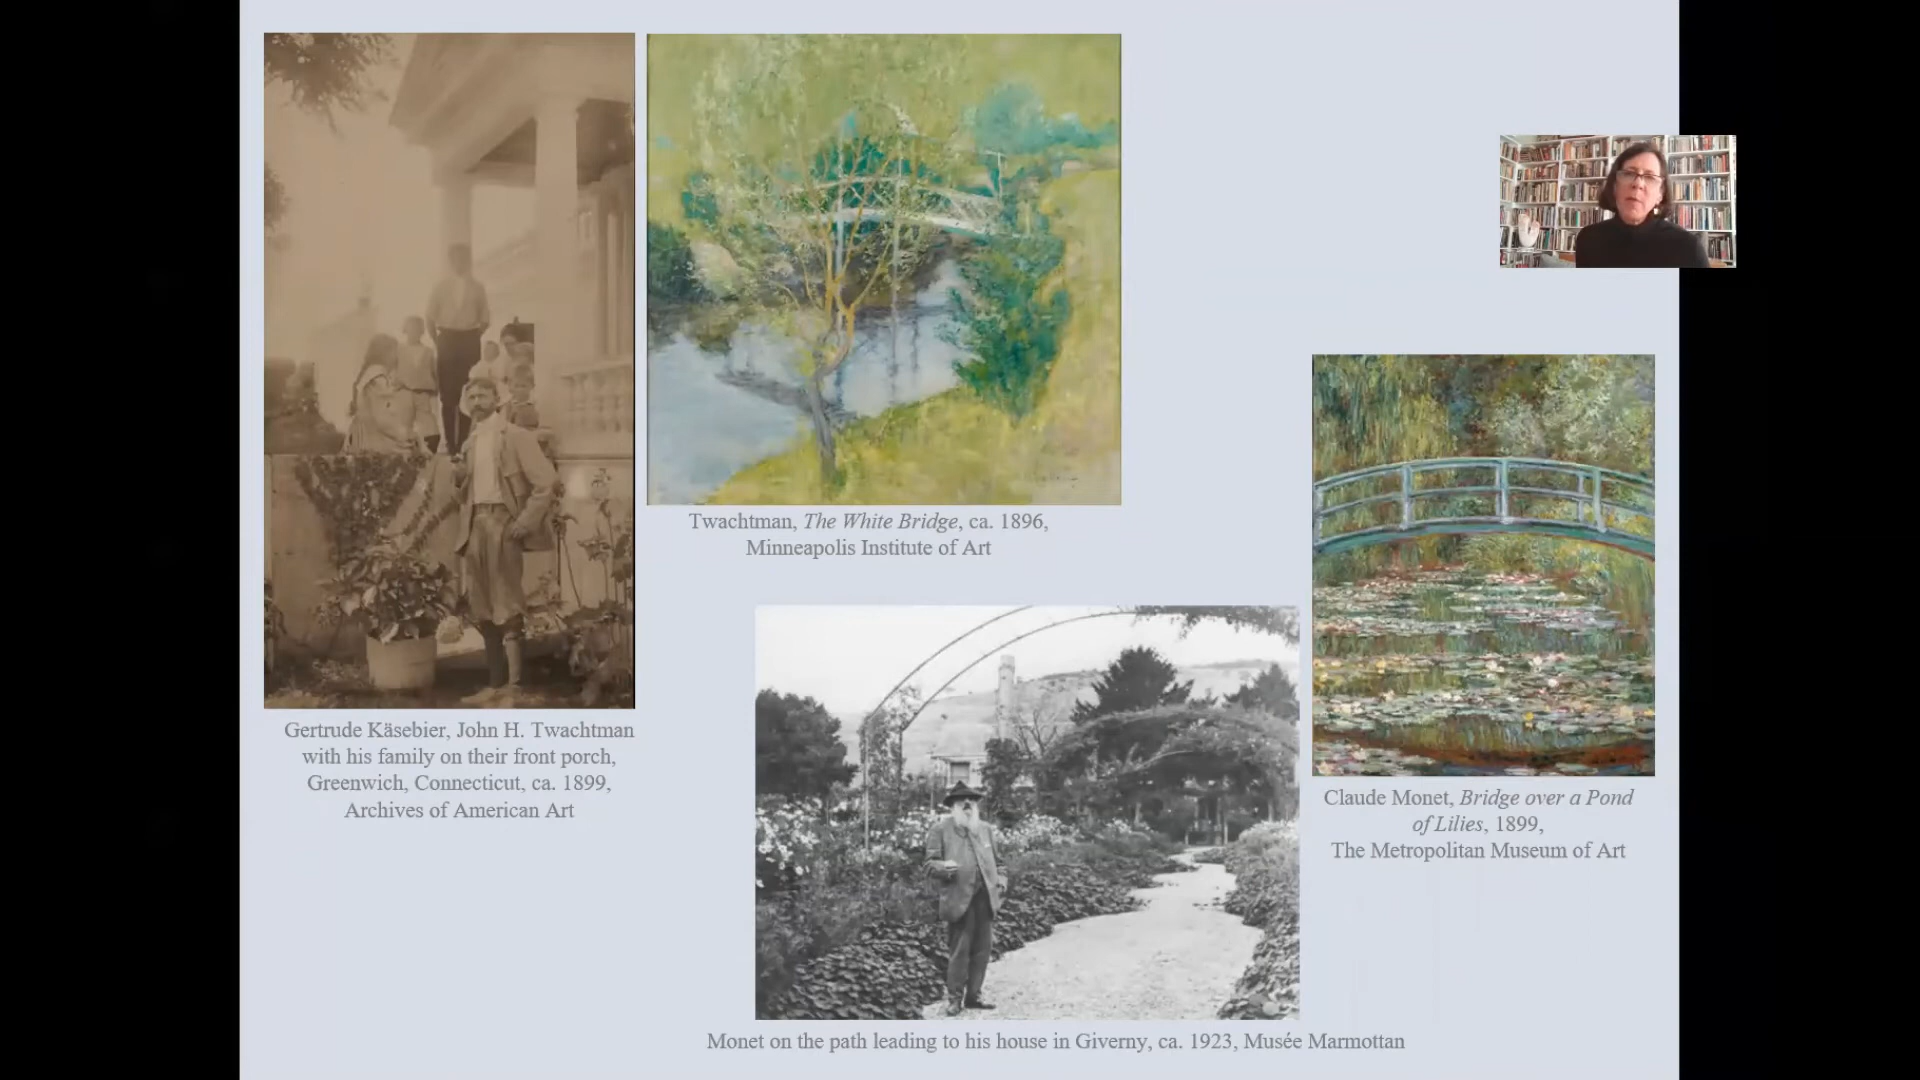 Twachtman, The White Bridge, ca. 1896,
Minneapolis Institute of Art
Gertrude Käsebier, John H. Twachtman
with his family on their front porch,
Greenwich, Connecticut, ca. 1899,
Archives of American Art
Claude Monet, Bridge over a Pond
of Lilies, 1899,
The Metropolitan Museum of Art
Monet on the path leading to his house in Giverny, ca. 1923, Musée Marmottan